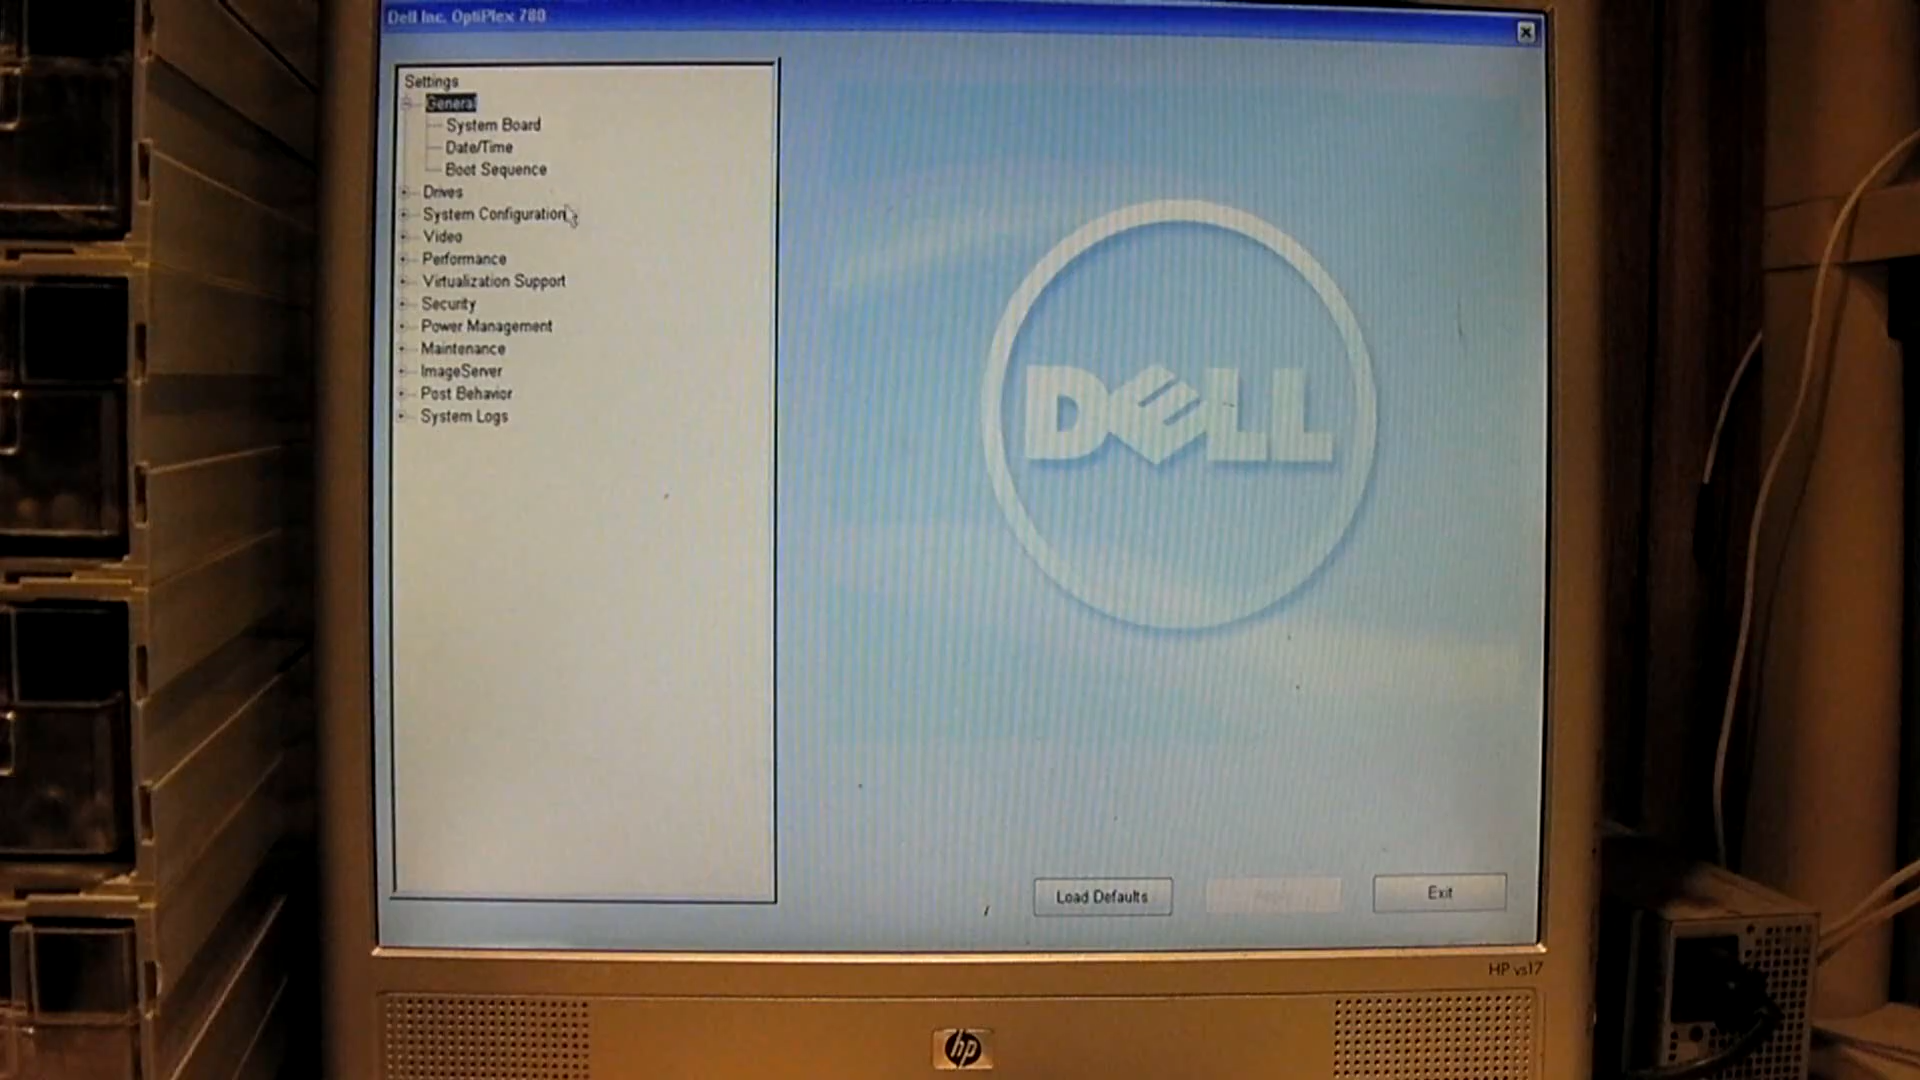 Dell Inc. OptiPlex 780
Settings
General
System Board
Date/Time
Boot Sequence
Drives
System Configuration
Video
Performance
Virtualization Support
Security
Power Management
Maintenance
ImageServer
Post Behavior
System Logs
DELL
Load Defaults
Exit
HP vs17
hp